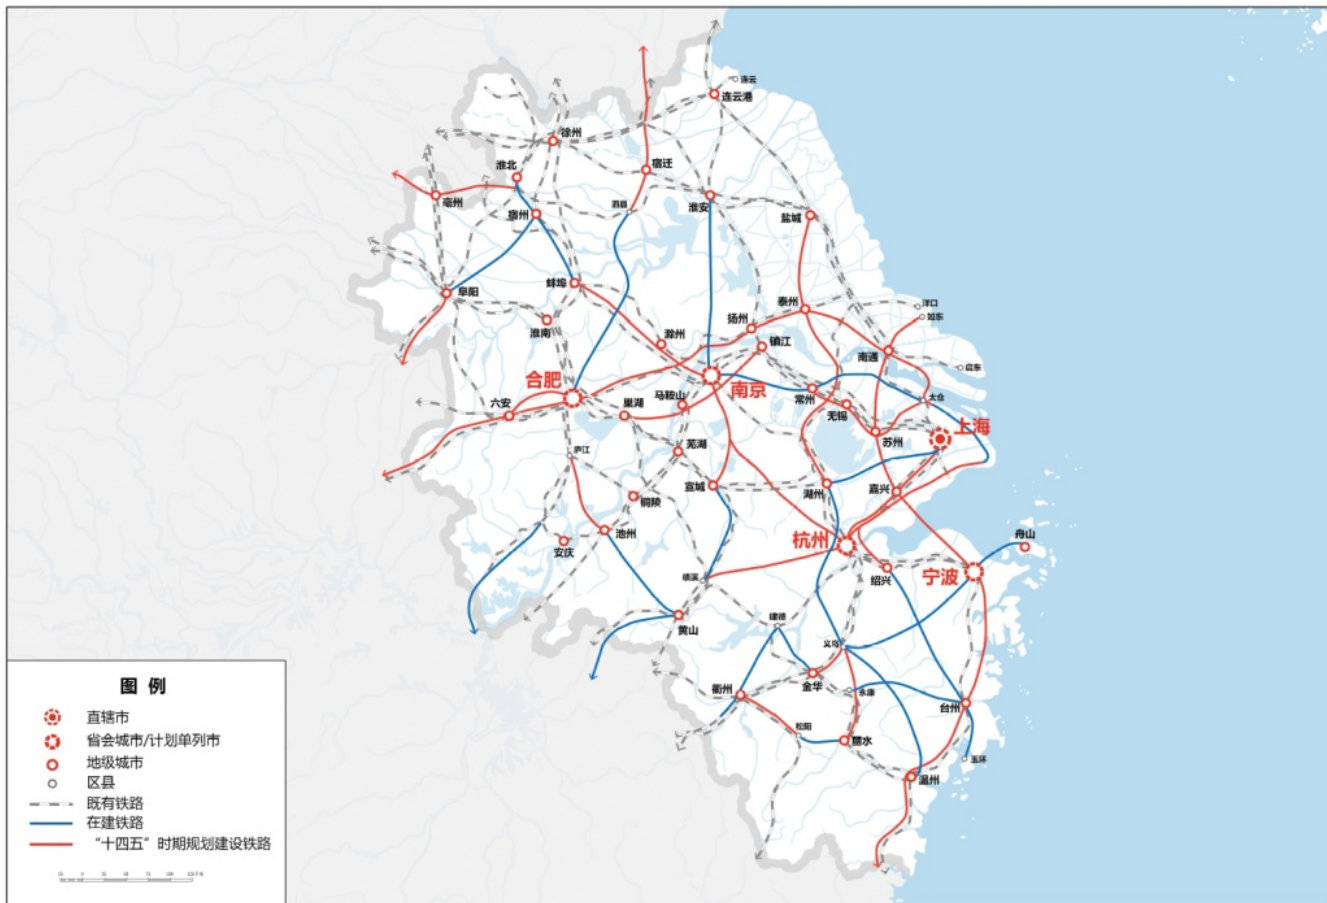 连云
连云港
徐州
淮北
宿迁
亳州
泗县
淮安
宿州
盐城
蚌埠
阜阳
洋口
泰州
如东
淮南
扬州
滁州
镇江
南通
启东
合肥
南京
马鞍山
常州
太仓
六安
巢湖
无锡
上海
苏州
芜湖
庐江
宣城
湖州
嘉兴
铜陵
池州
安庆
杭州
舟山
绍兴
宁波
绩溪
黄山
建德
义乌
金华
衢州
永康
台州
松阳
丽水
玉环
温州
图例
直辖市
省会城市/计划单列市
地级城市
区县
既有铁路
在建铁路
“十四五”时期规划建设铁路